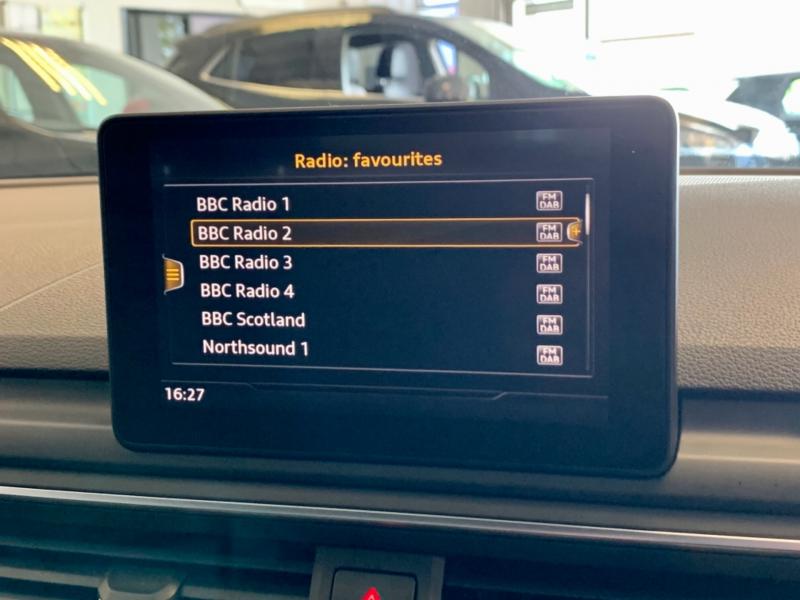 Radio: favourites
BBC Radio 1 FM DAB
BBC Radio 2 FM DAB
BBC Radio 3 FM DAB
BBC Radio 4 FM DAB
BBC Scotland FM DAB
Northsound 1 FM DAB
16:27